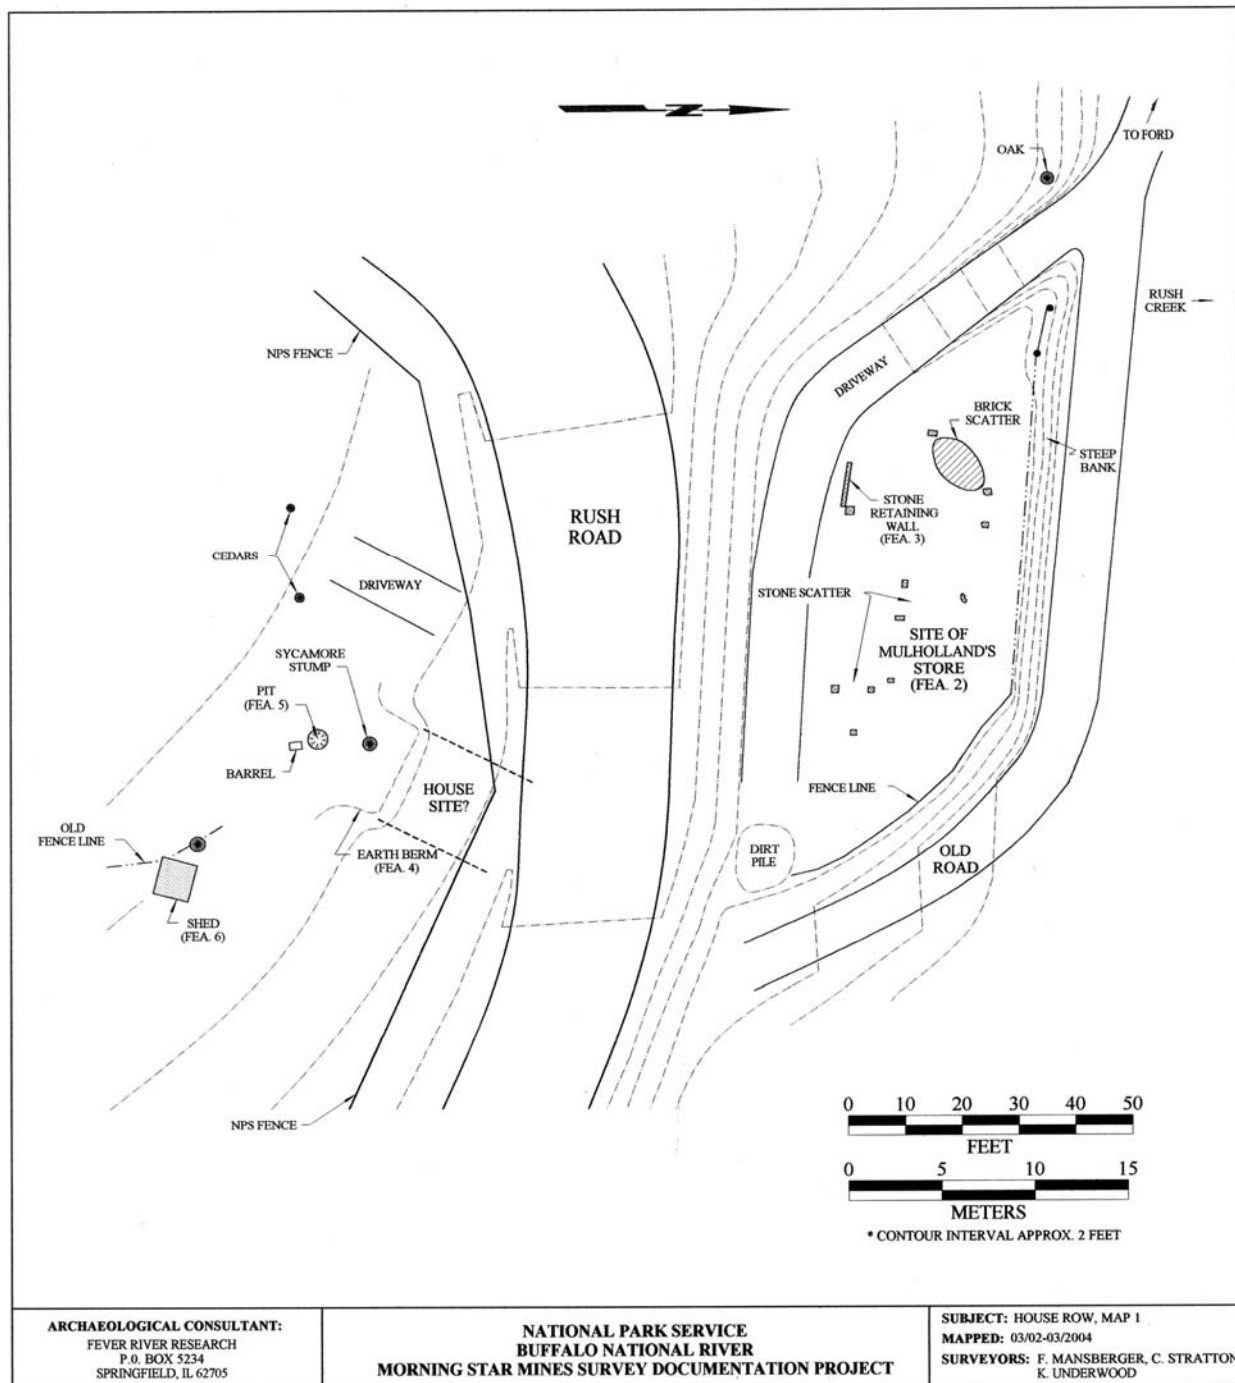 N
OAK
TO FORD
RUSH
CREEK
NPS FENCE
DRIVEWAY
BRICK
SCATTER
STEEP
BANK
STONE
RETAINING
WALL
(FEA. 3)
RUSH
ROAD
CEDARS
DRIVEWAY
STONE SCATTER
SITE OF
MULHOLLAND'S
STORE
(FEA. 2)
SYCAMORE
STUMP
PIT
(FEA. 5)
BARREL
HOUSE
SITE?
FENCE LINE
OLD
FENCE LINE
EARTH BERM
(FEA. 4)
DIRT
PILE
OLD
ROAD
SHED
(FEA. 6)
NPS FENCE
0 10 20 30 40 50
FEET
0 5 10 15
METERS
* CONTOUR INTERVAL APPROX. 2 FEET
ARCHAEOLOGICAL CONSULTANT:
FEVER RIVER RESEARCH
P.0. BOX 5234
SPRINGFIELD, IL 62705
NATIONAL PARK SERVICE
BUFFALO NATIONAL RIVER
MORNING STAR MINES SURVEY DOCUMENTATION PROJECT
SUBJECT: HOUSE ROW, MAP 1
MAPPED: 03/02-03/2004
SURVEYORS: F. MANSBERGER, C. STRATTON
K. UNDERWOOD